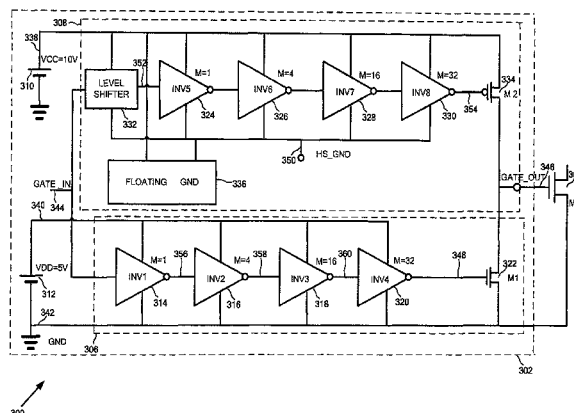 308
338
VCC=10V
310
LEVEL
SHIFTER
332
352
INV5
M=1
324
INV6
M=4
326
INV7
M=16
328
INV8
M=32
330
354
334
M2
350
HS_GND
FLOATING GND
336
GATE_IN
344
340
GATE_OUT
346
VDD=5V
312
342
GND
INV1
M=1
314
356
INV2
M=4
316
358
INV3
M=16
318
360
INV4
M=32
320
348
322
M1
306
302
300